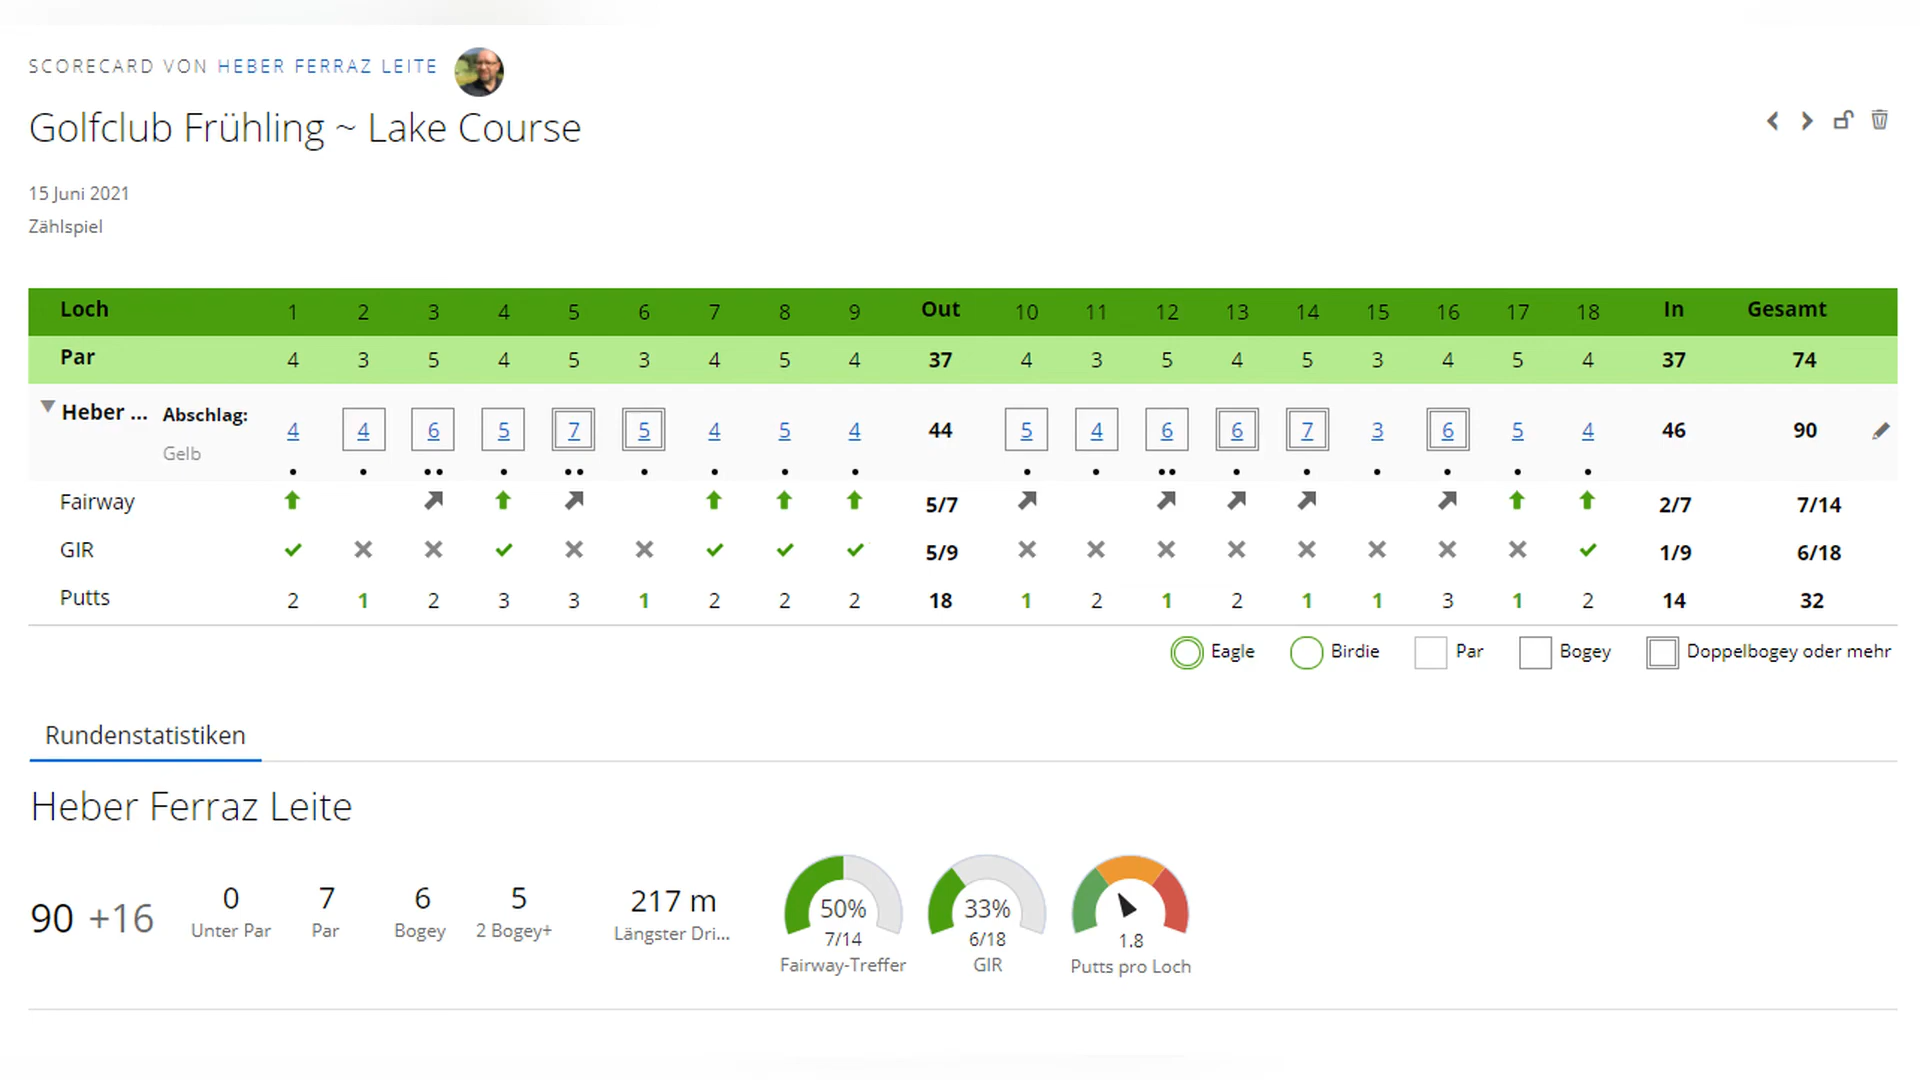 SCORECARD VON HEBER FERRAZ LEITE
Golfclub Frühling ~ Lake Course
15 Juni 2021
Zählspiel
Loch 1 2 3 4 5 6 7 8 9 Out 10 11 12 13 14 15 16 17 18 In Gesamt
Par 4 3 5 4 5 3 4 5 4 37 4 3 5 4 5 3 4 5 4 37 74
Heber ... Abschlag: Gelb 4 4 6 5 7 5 4 5 4 44 5 4 6 6 7 3 6 5 4 46 90
Fairway 5/7 2/7 7/14
GIR 5/9 1/9 6/18
Putts 2 1 2 3 3 1 2 2 2 18 1 2 1 2 1 1 3 1 2 14 32
Eagle Birdie Par Bogey Doppelbogey oder mehr
Rundenstatistiken
Heber Ferraz Leite
90 +16
0 Unter Par
7 Par
6 Bogey
5 2 Bogey+
217 m Längster Dri...
50% 7/14 Fairway-Treffer
33% 6/18 GIR
1.8 Putts pro Loch